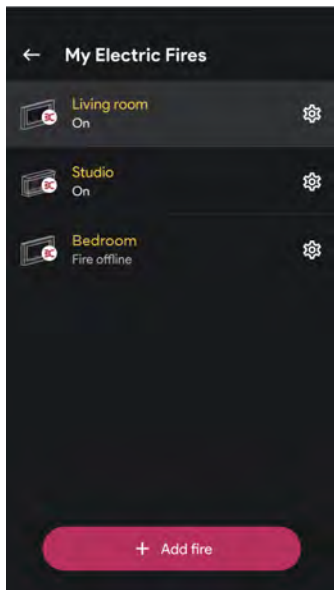 My Electric Fires
Living room
On
Studio
On
Bedroom
Fire offline
+ Add fire